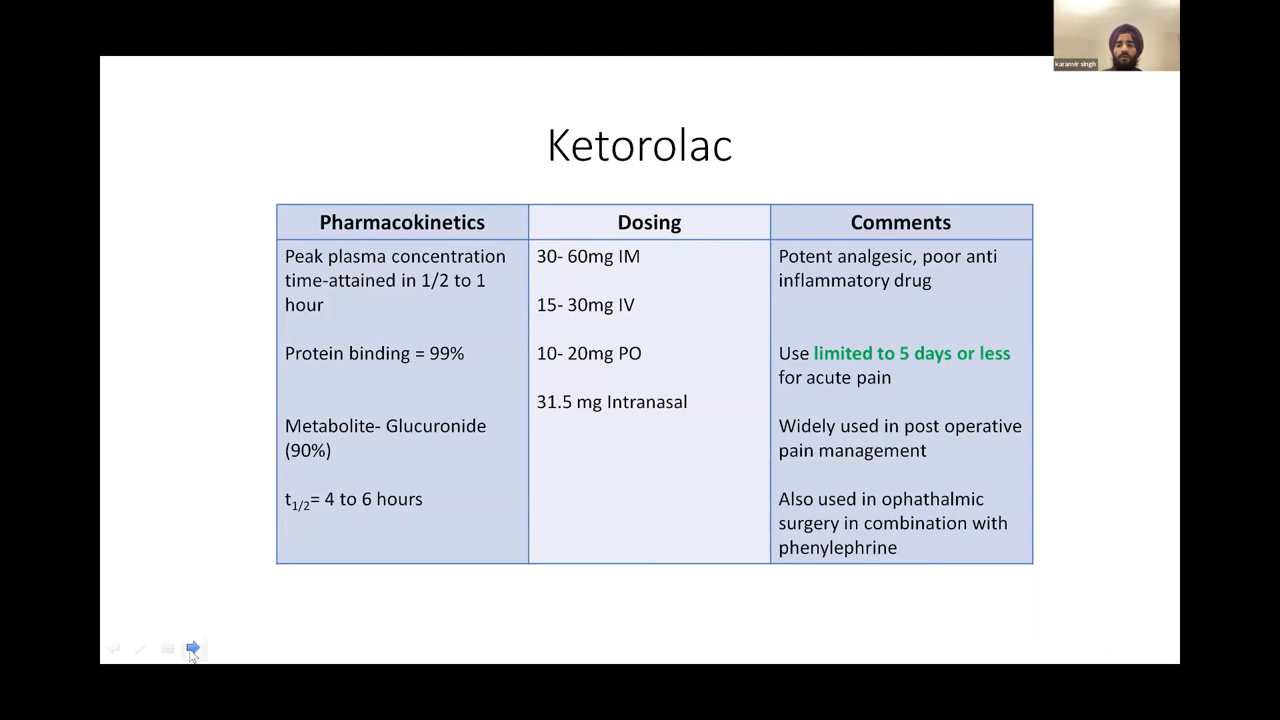 karanvir singh
Ketorolac
Pharmacokinetics
Peak plasma concentration
time-attained in 1/2 to 1
hour
Protein binding = 99%
Metabolite- Glucuronide
(90%)
t1/2= 4 to 6 hours
Dosing
30- 60mg IM
15- 30mg IV
10- 20mg PO
31.5 mg Intranasal
Comments
Potent analgesic, poor anti
inflammatory drug
Use limited to 5 days or less
for acute pain
Widely used in post operative
pain management
Also used in ophathalmic
surgery in combination with
phenylephrine